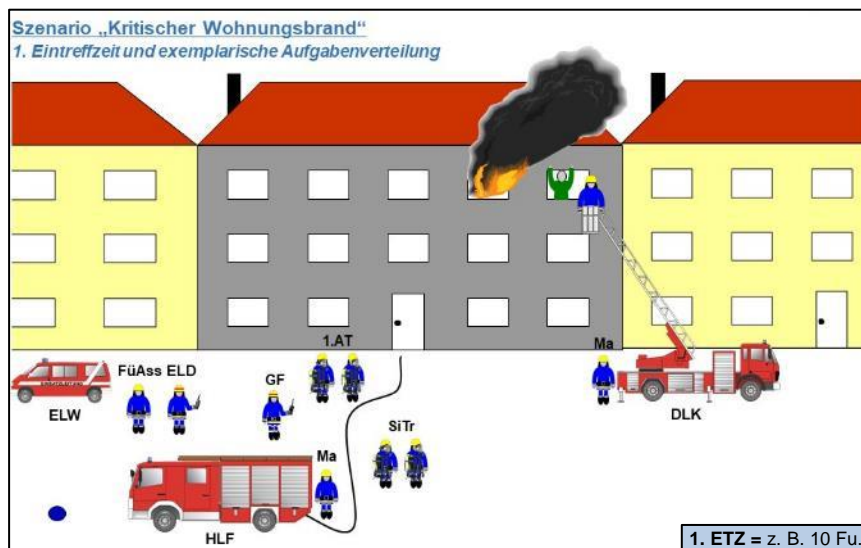 Szenario „Kritischer Wohnungsbrand“
1. Eintreffzeit und exemplarische Aufgabenverteilung
1.AT
Ma
FüAss ELD
GF
ELW
SiTr
DLK
Ma
HLF
1. ETZ = z. B. 10 Fu.